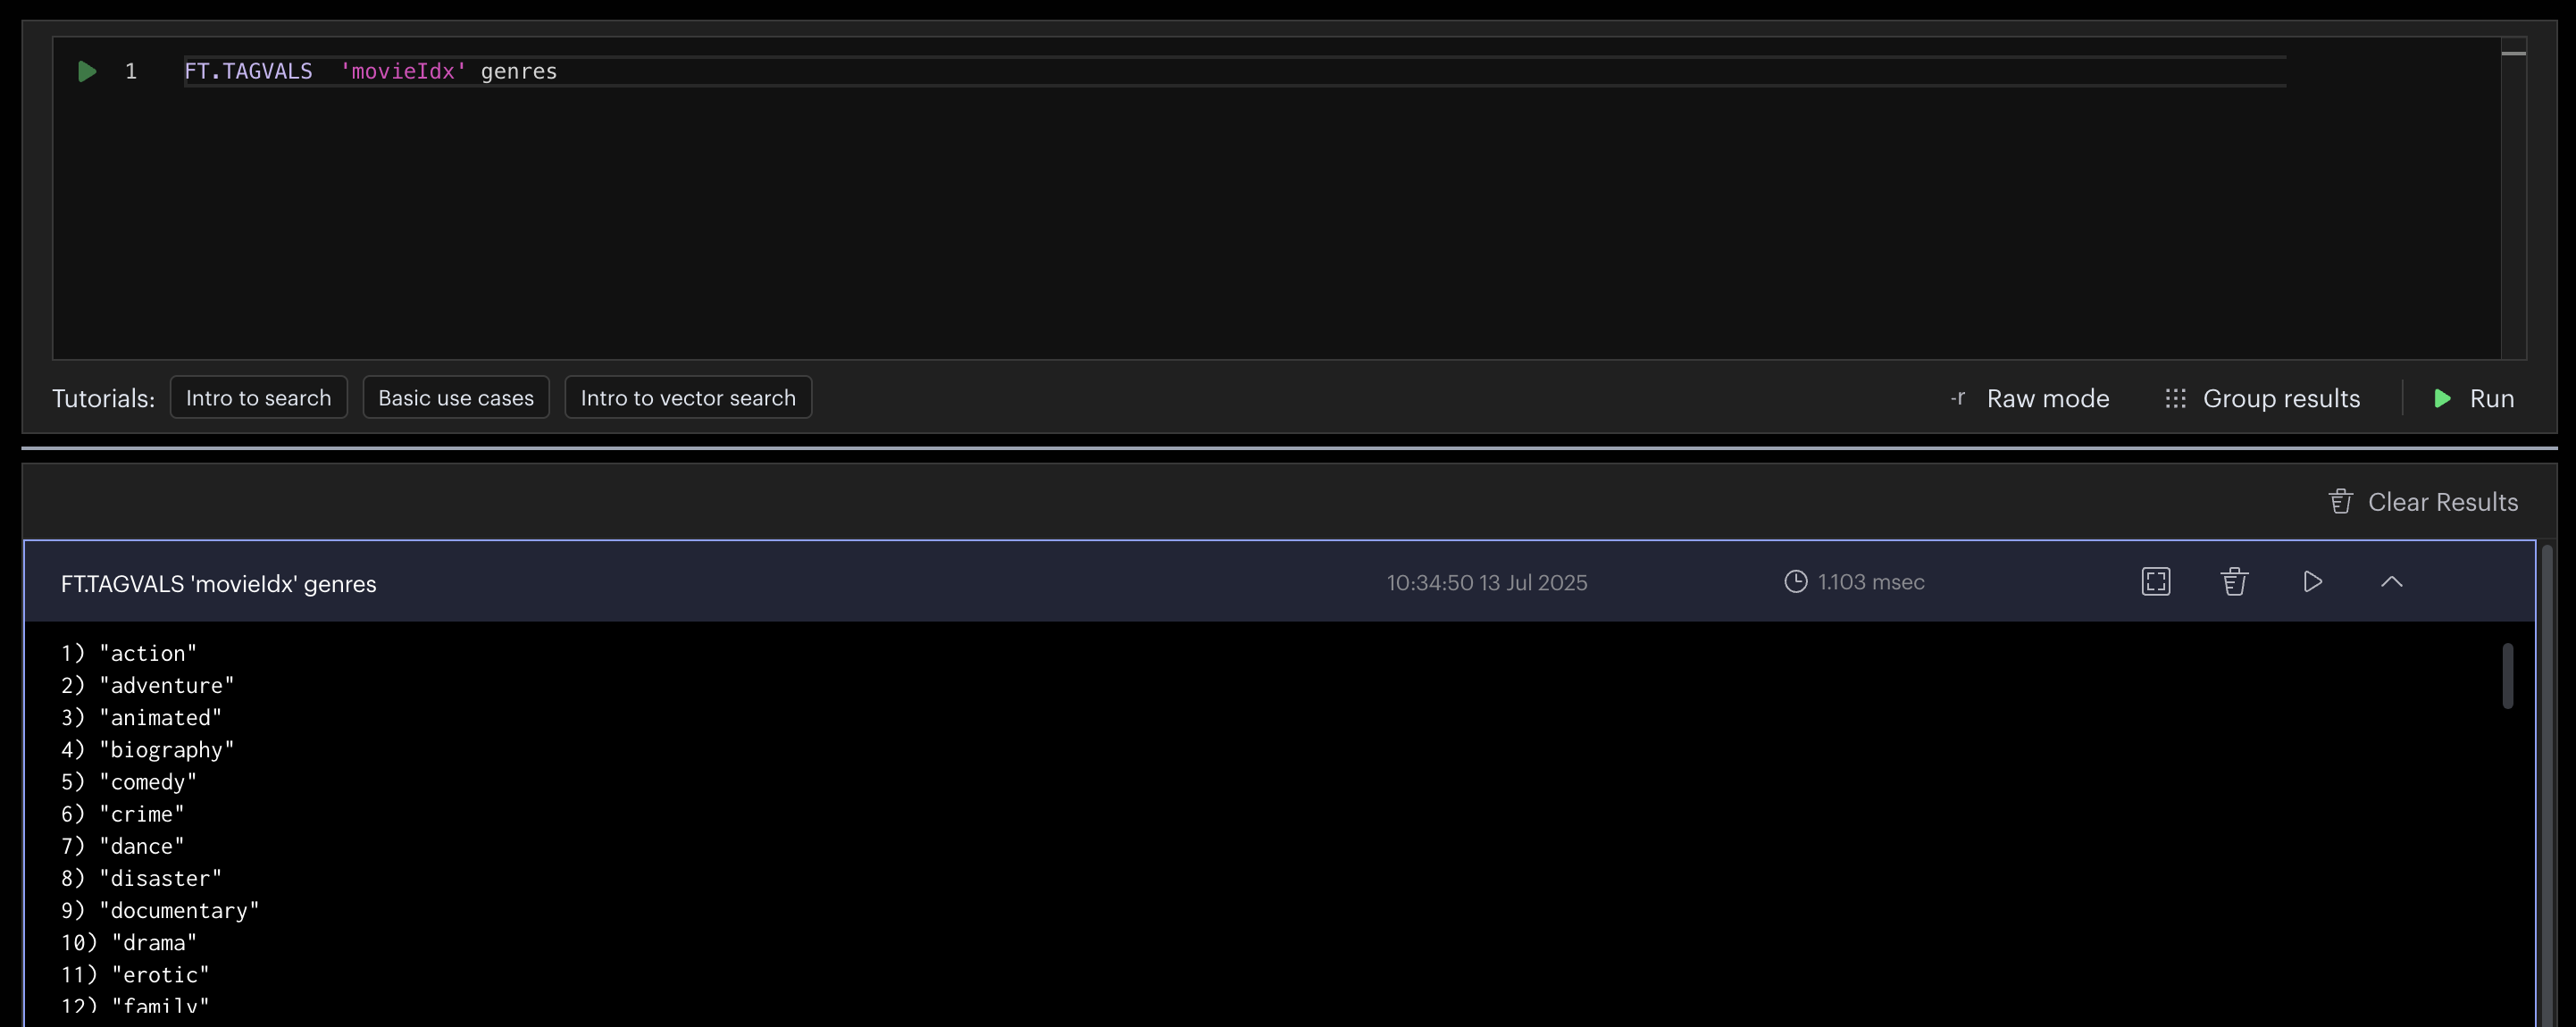 1 FT.TAGVALS  'movieIdx' genres
Tutorials: Intro to search Basic use cases Intro to vector search -r Raw mode Group results Run
Clear Results
FT.TAGVALS 'movieIdx' genres 10:34:50 13 Jul 2025 1.103 msec
1) "action"
2) "adventure"
3) "animated"
4) "biography"
5) "comedy"
6) "crime"
7) "dance"
8) "disaster"
9) "documentary"
10) "drama"
11) "erotic"
12) "family"